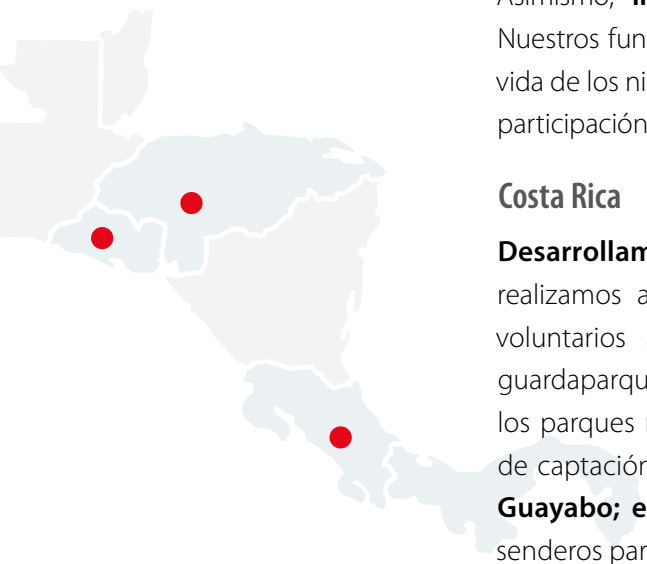 Asimismo,
Nuestros fun
vida de los ni
participación
Costa Rica
Desarrollam
realizamos a
voluntarios
guardaparqu
los parques
de captación
Guayabo; e
senderos par